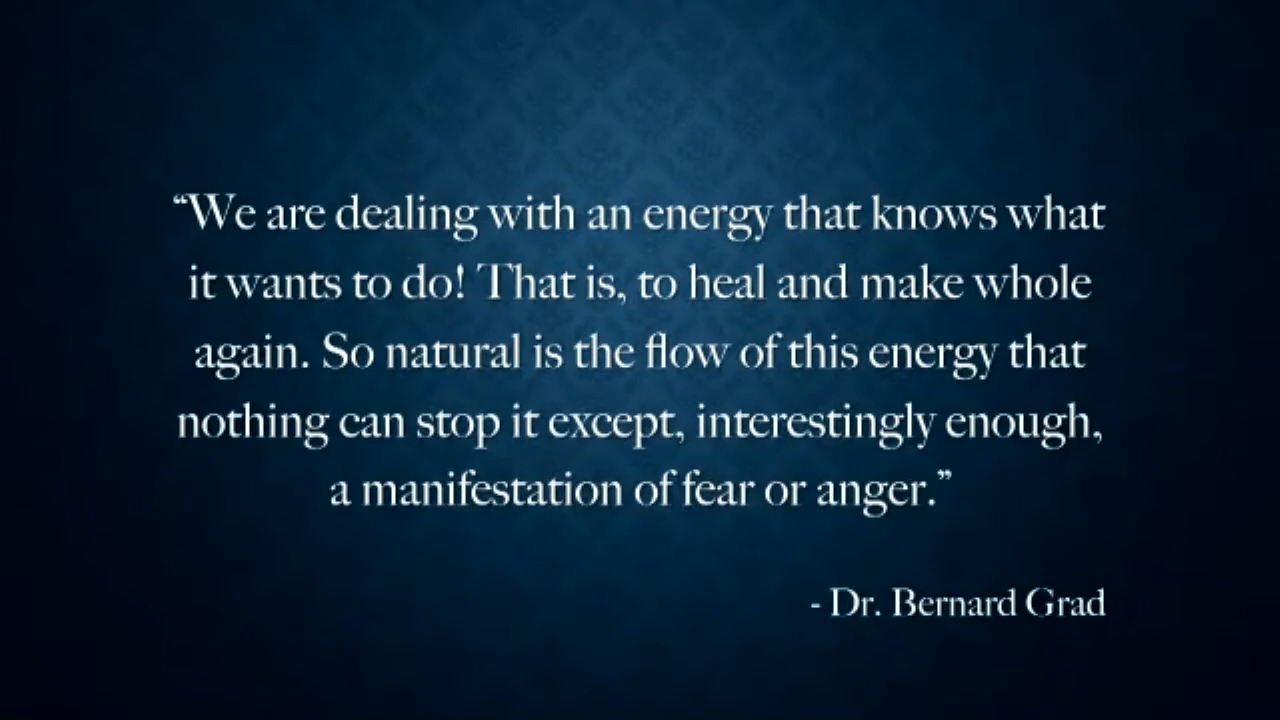 “We are dealing with an energy that knows what
it wants to do! That is, to heal and make whole
again. So natural is the flow of this energy that
nothing can stop it except, interestingly enough,
a manifestation of fear or anger.”
- Dr. Bernard Grad